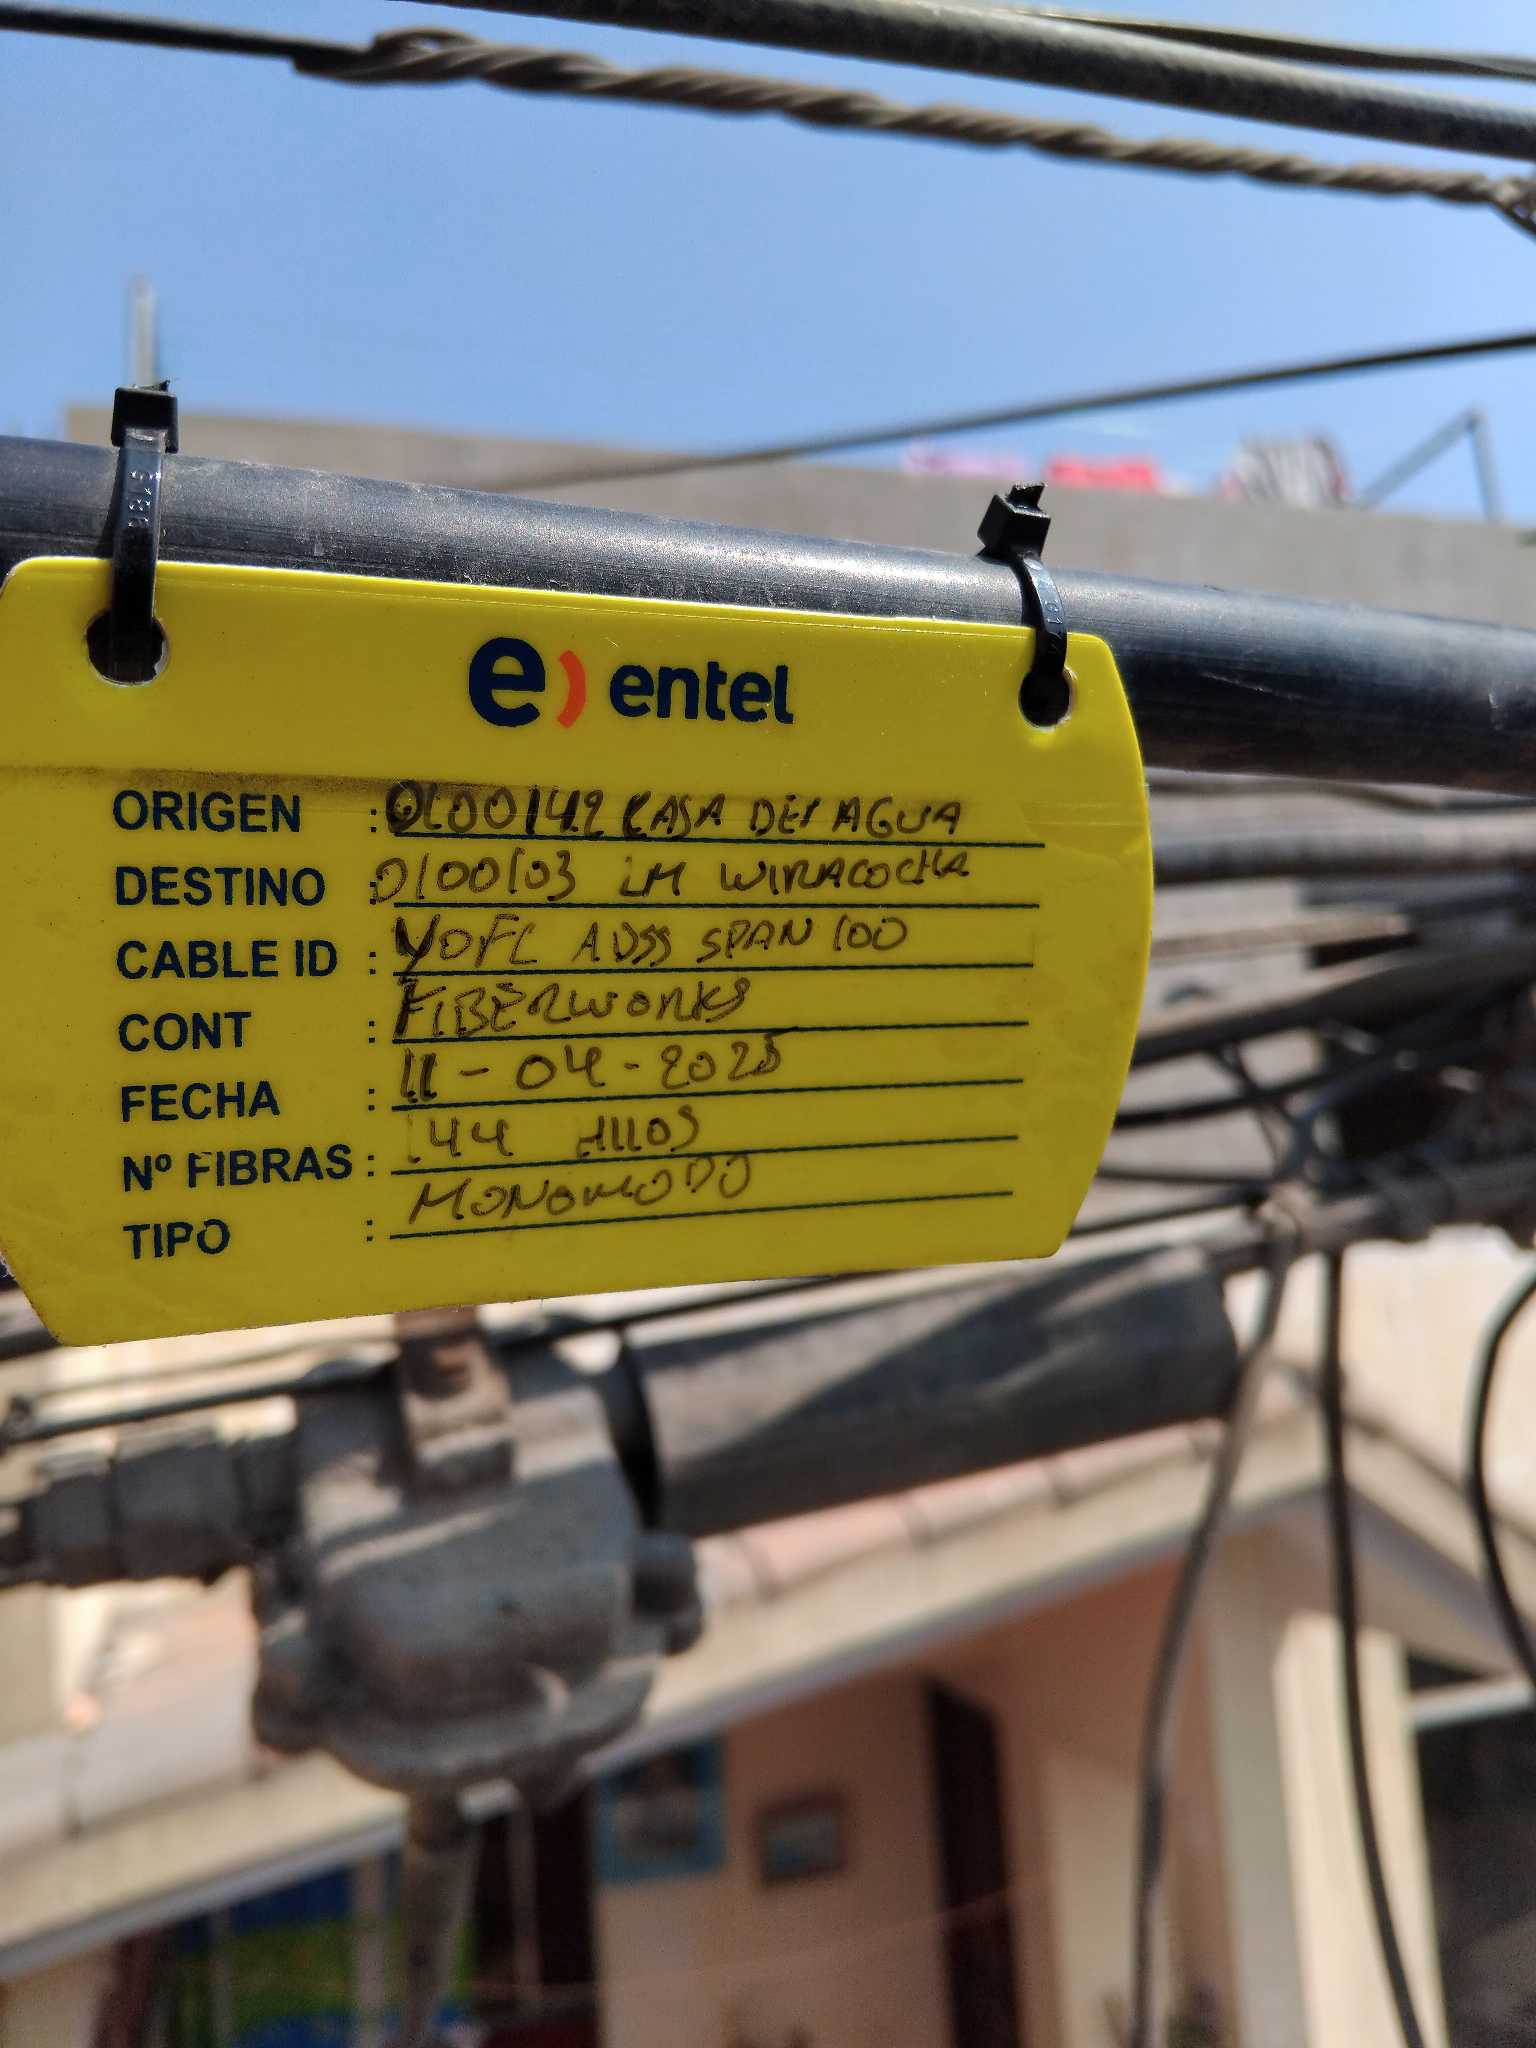 e) entel
ORIGEN : 0100142 CASA DEL AGUA
DESTINO : 0100103 LM WIRACOCHA
CABLE ID : YOFC ADSS SPAN 100
CONT : FIBERWORKS
FECHA : 11-04-2025
Nº FIBRAS : 144 HILOS
TIPO : MONOMODO